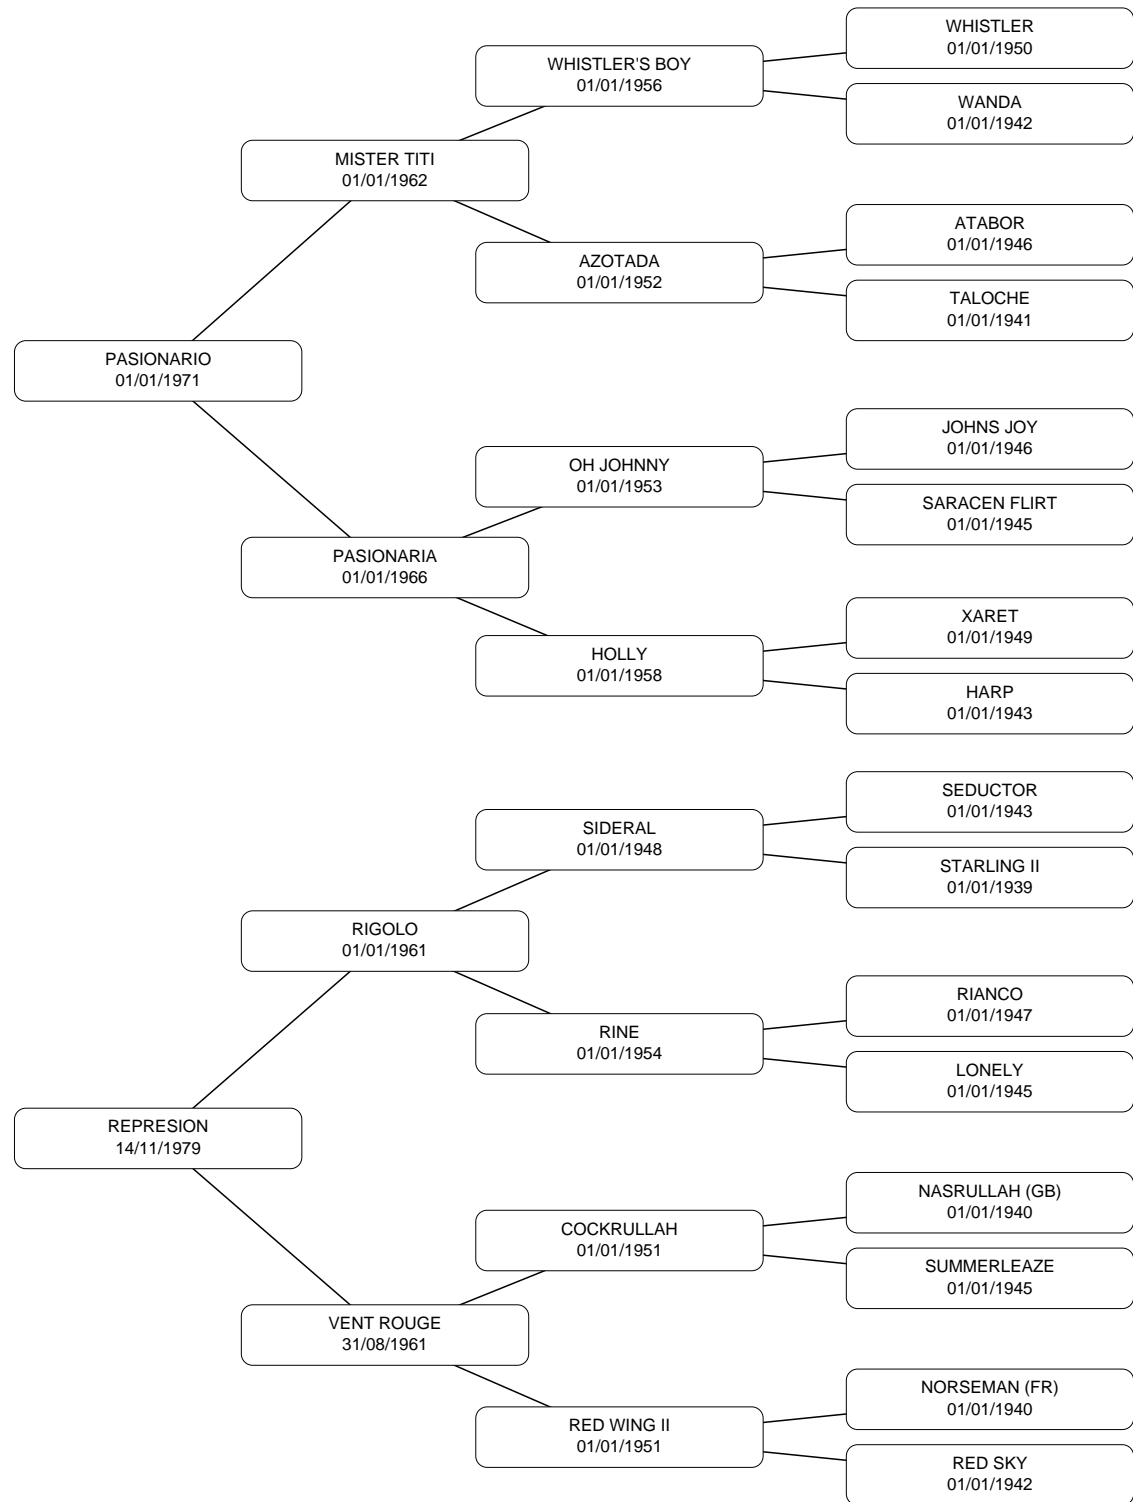 WHISTLER
01/01/1950
WHISTLER'S BOY
01/01/1956
WANDA
01/01/1942
MISTER TITI
01/01/1962
ATABOR
01/01/1946
AZOTADA
01/01/1952
TALOCHE
01/01/1941
PASIONARIO
01/01/1971
JOHNS JOY
01/01/1946
OH JOHNNY
01/01/1953
SARACEN FLIRT
01/01/1945
PASIONARIA
01/01/1966
XARET
01/01/1949
HOLLY
01/01/1958
HARP
01/01/1943
SEDUCTOR
01/01/1943
SIDERAL
01/01/1948
STARLING II
01/01/1939
RIGOLO
01/01/1961
RIANCO
01/01/1947
RINE
01/01/1954
LONELY
01/01/1945
REPRESION
14/11/1979
NASRULLAH (GB)
01/01/1940
COCKRULLAH
01/01/1951
SUMMERLEAZE
01/01/1945
VENT ROUGE
31/08/1961
NORSEMAN (FR)
01/01/1940
RED WING II
01/01/1951
RED SKY
01/01/1942